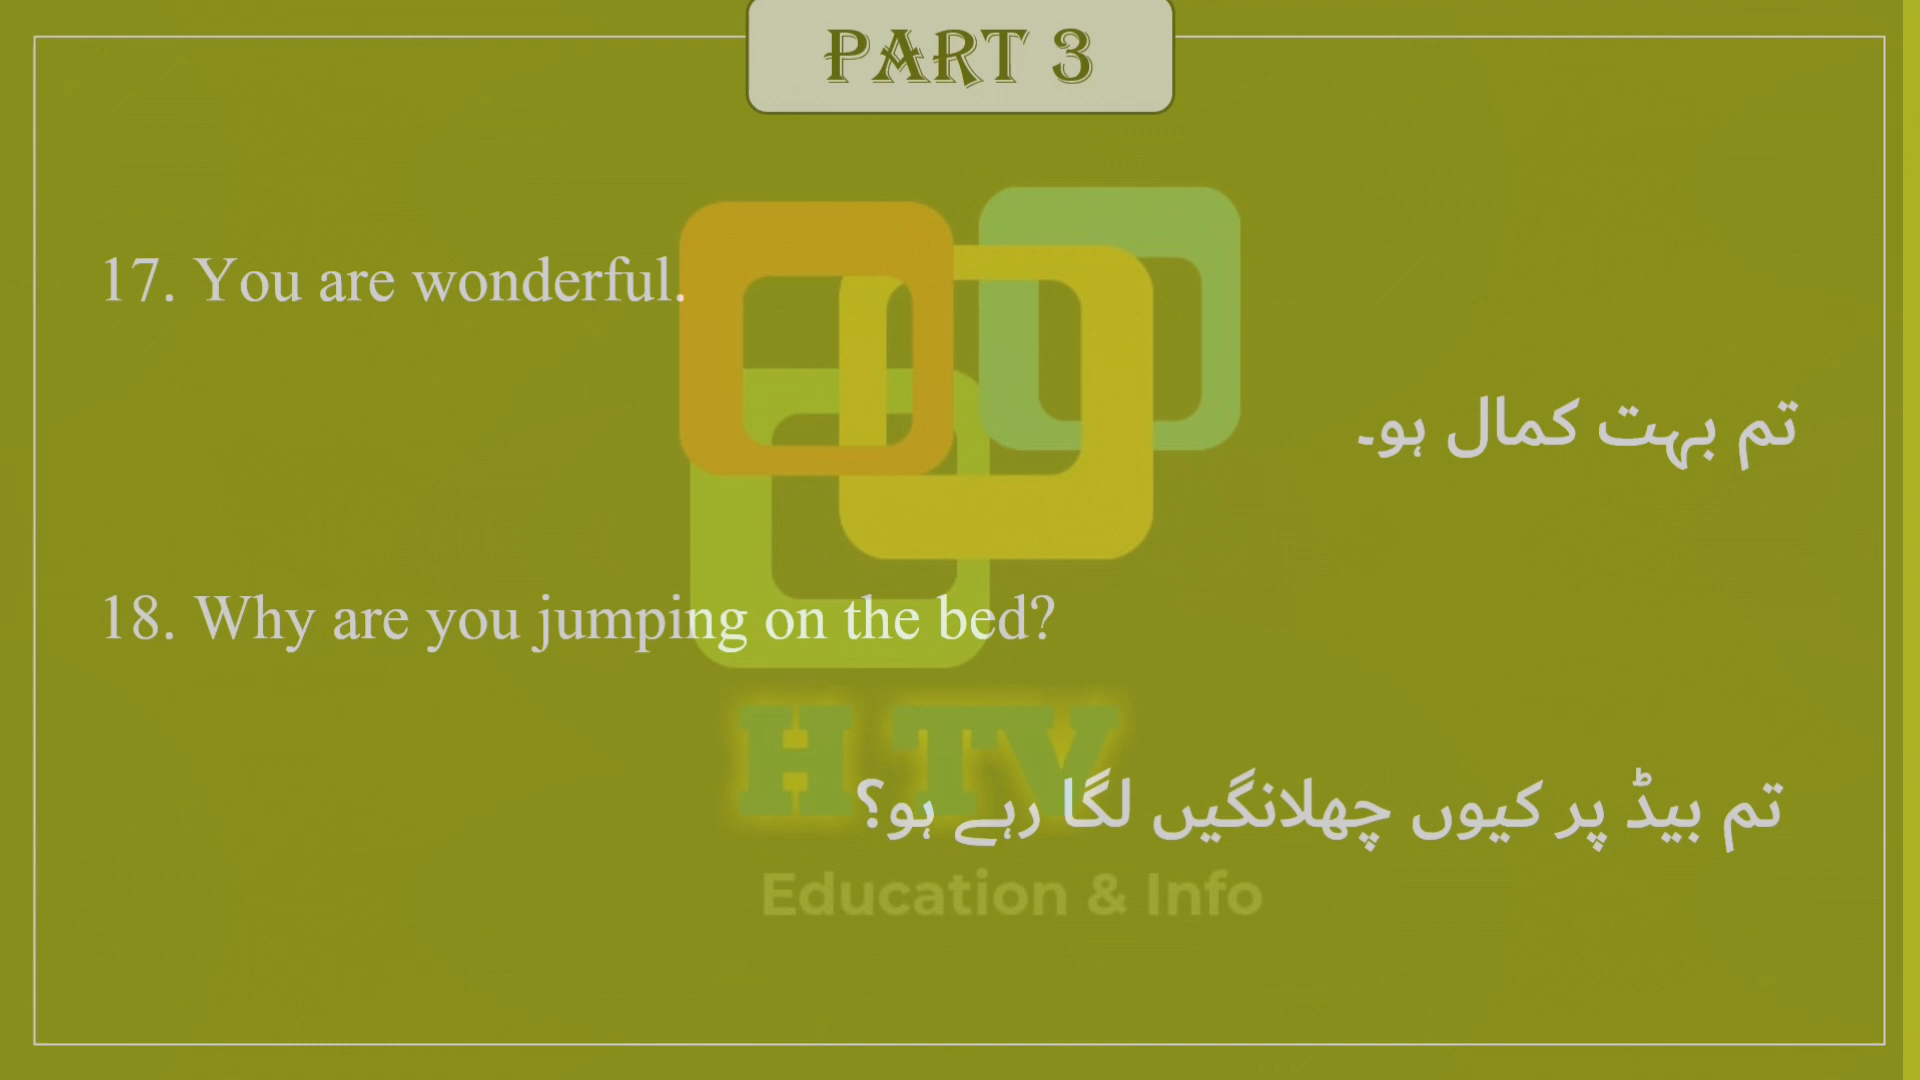 PART 3
17. You are wonderful.
تم بہت کمال ہو۔
18. Why are you jumping on the bed?
H TV
تم بیڈ پر کیوں چھلانگیں لگا رہے ہو؟
Education & Info